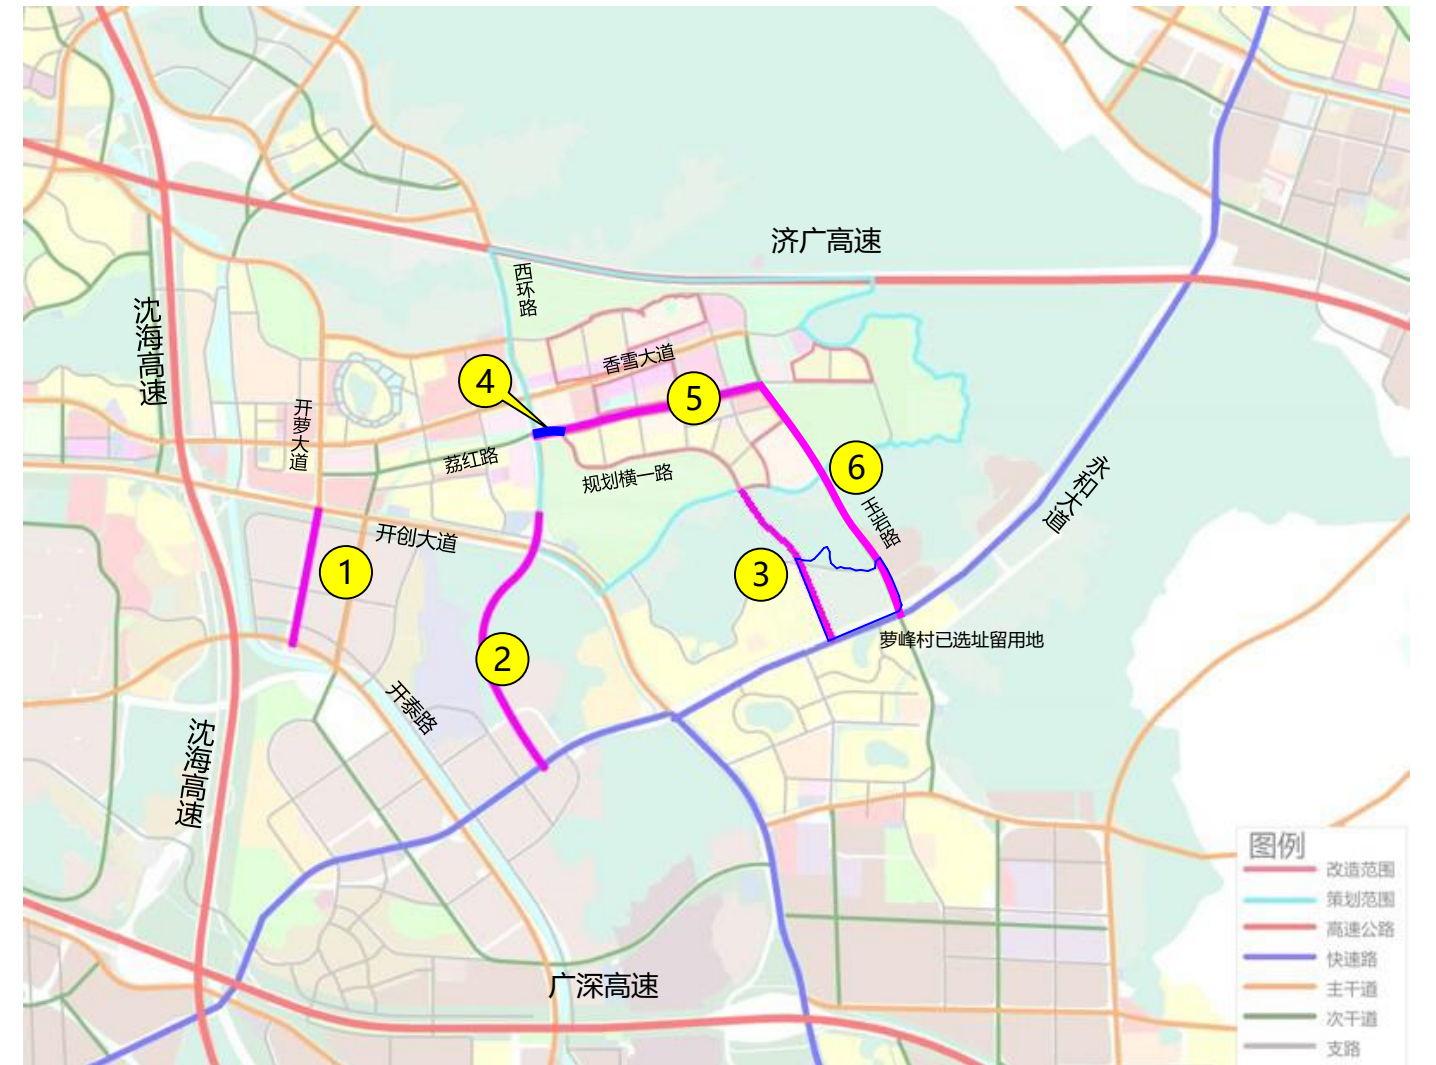 济广高速
西环路
沈海高速
香雪大道
4
5
开萝大道
荔红路
规划横一路
6
永和大道
王岩路
开创大道
1
3
2
萝峰村已选址留用地
开泰路
沈海高速
广深高速
图例
改造范围
策划范围
高速公路
快速路
主干道
次干道
支路